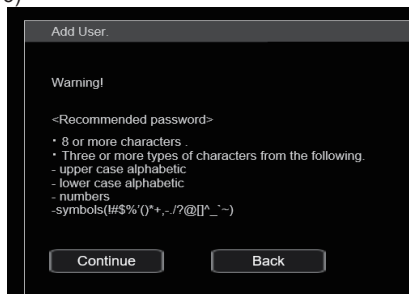 Add User.
Warning!
<Recommended password>
・8 or more characters .
・Three or more types of characters from the following.
- upper case alphabetic
- lower case alphabetic
- numbers
-symbols(!#$%'()*+,-./?@[]^_`~)
Continue
Back